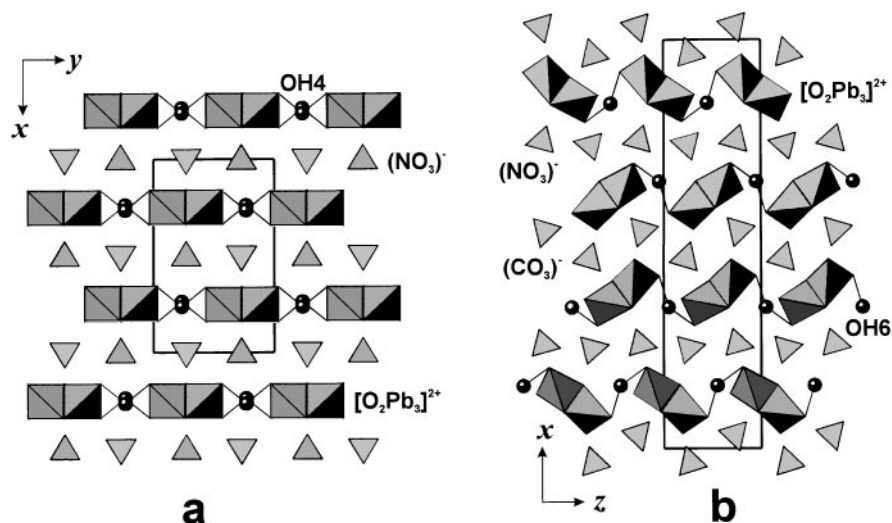 y
x
OH4
(NO₃)⁻
[O₂Pb₃]²⁺
a
[O₂Pb₃]²⁺
(NO₃)⁻
(CO₃)⁻
OH6
x
z
b